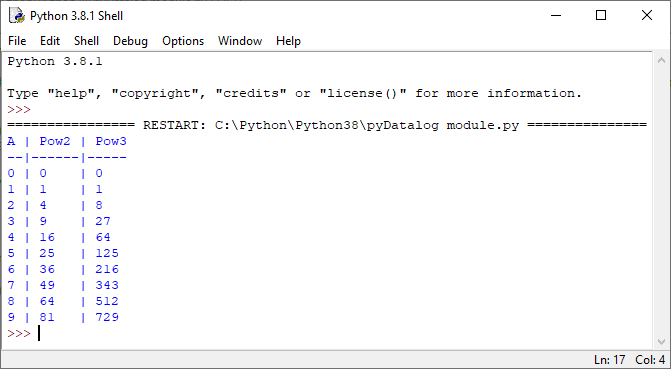 Python 3.8.1 Shell
File Edit Shell Debug Options Window Help
Python 3.8.1
Type "help", "copyright", "credits" or "license()" for more information.
>>>
================ RESTART: C:\Python\Python38\pyDatalog module.py ===============
A | Pow2 | Pow3
--|------|-----
0 | 0    | 0
1 | 1    | 1
2 | 4    | 8
3 | 9    | 27
4 | 16   | 64
5 | 25   | 125
6 | 36   | 216
7 | 49   | 343
8 | 64   | 512
9 | 81   | 729
>>>
Ln: 17 Col: 4